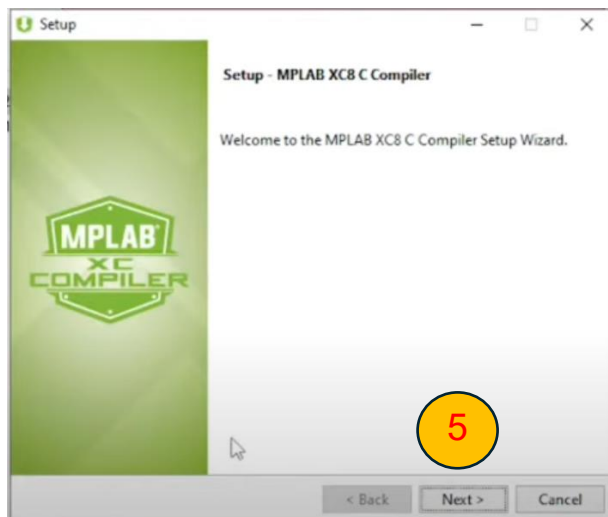 Setup
Setup - MPLAB XC8 C Compiler
Welcome to the MPLAB XC8 C Compiler Setup Wizard.
MPLAB
XC
COMPILER
5
< Back Next > Cancel